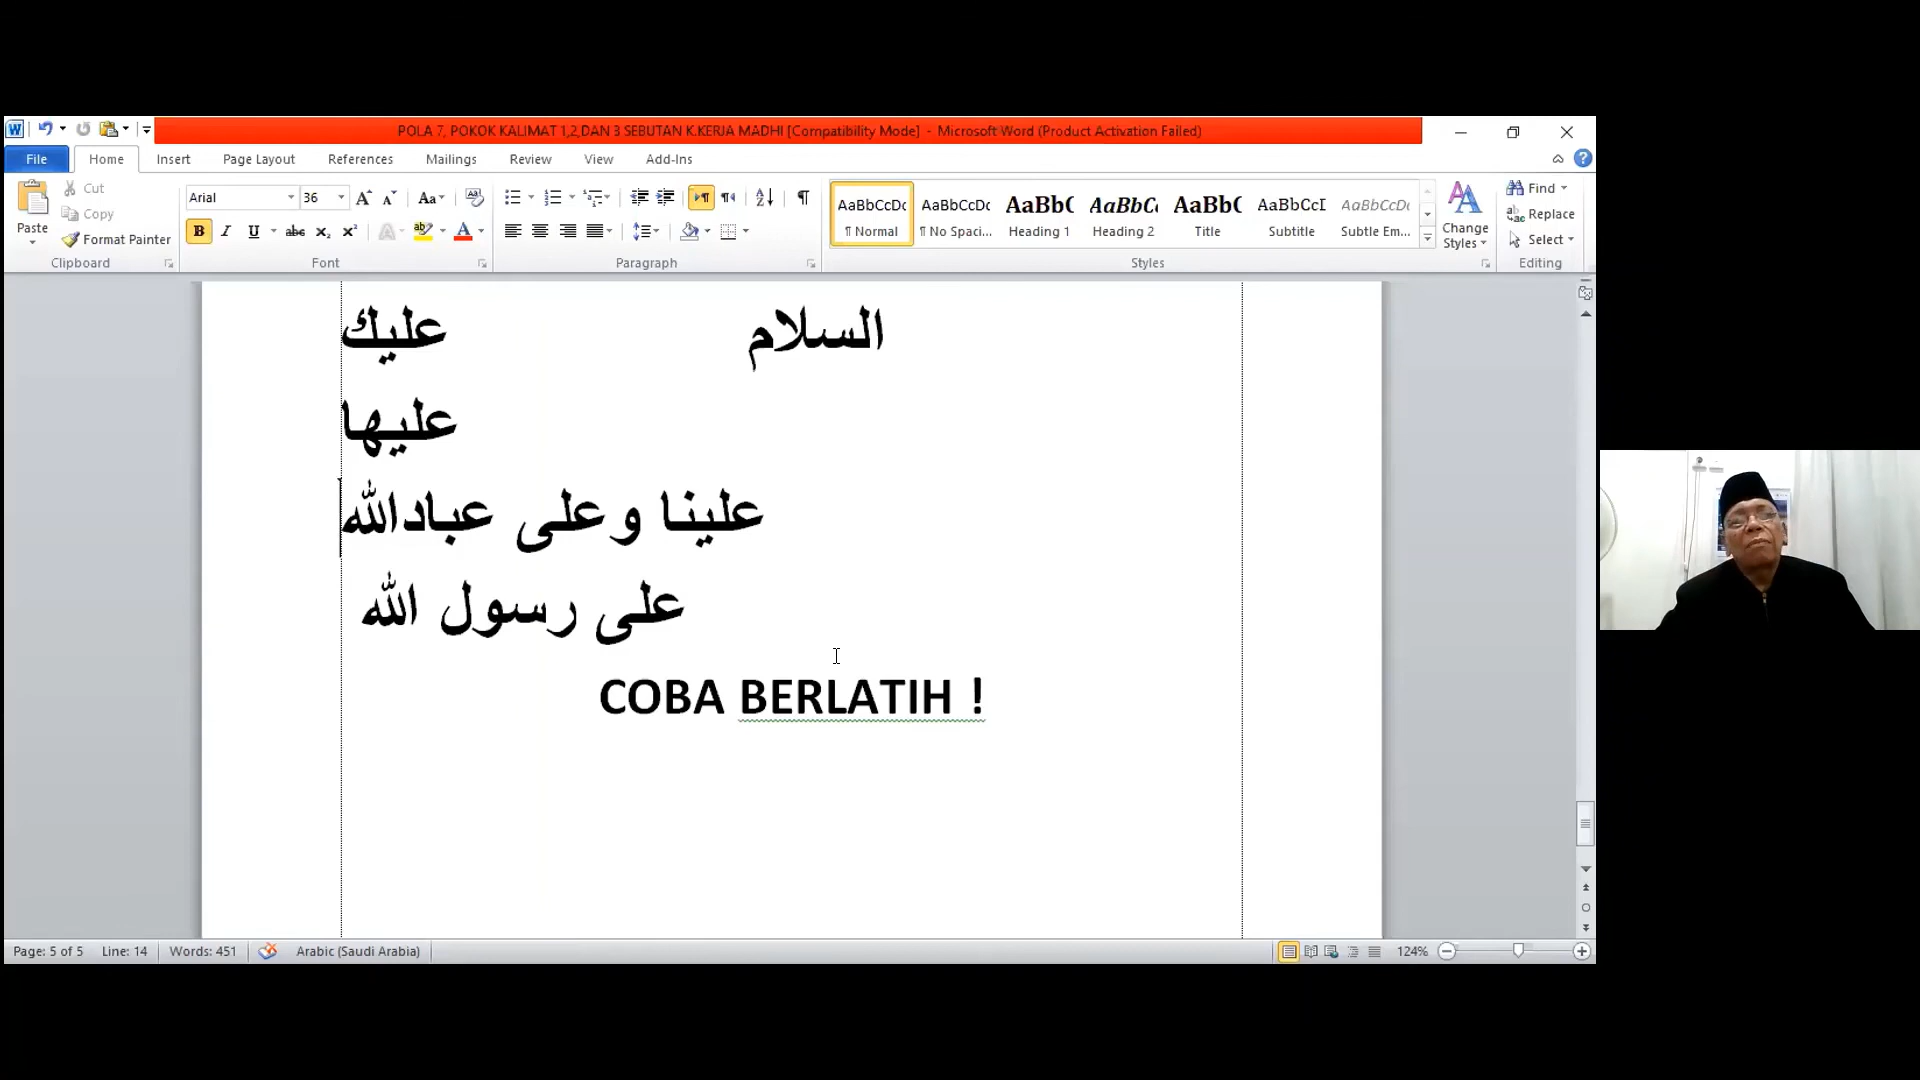 POLA 7, POKOK KALIMAT 1,2,DAN 3 SEBUTAN K.KERJA MADHI [Compatibility Mode] - Microsoft Word (Product Activation Failed)
File Home Insert Page Layout References Mailings Review View Add-Ins
Paste
Cut
Copy
Format Painter
Clipboard
Arial 36
Font
Paragraph
AaBbCcDc AaBbCcDc AaBbC AaBbC AaBbC AaBbCcI AaBbCcDc
¶ Normal ¶ No Spaci... Heading 1 Heading 2 Title Subtitle Subtle Em...
Styles
Change Styles
Find
Replace
Select
Editing
السلام عليك
عليها
علينا وعلى عبادالله
على رسول الله
COBA BERLATIH !
Page: 5 of 5 Line: 14 Words: 451 Arabic (Saudi Arabia) 124%